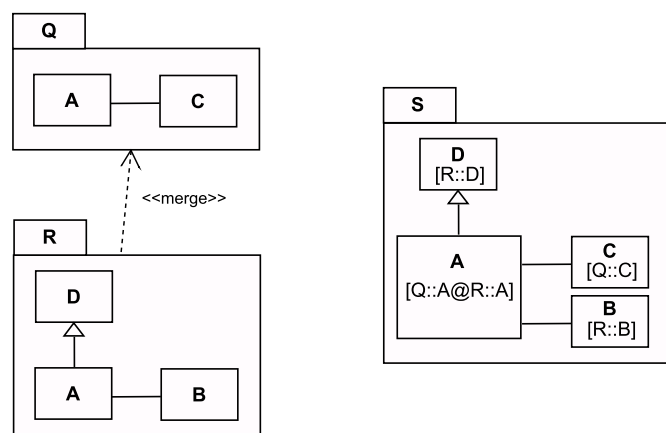 Q
A
C
<<merge>>
R
D
A
B
S
D
[R::D]
A
[Q::A@R::A]
C
[Q::C]
B
[R::B]